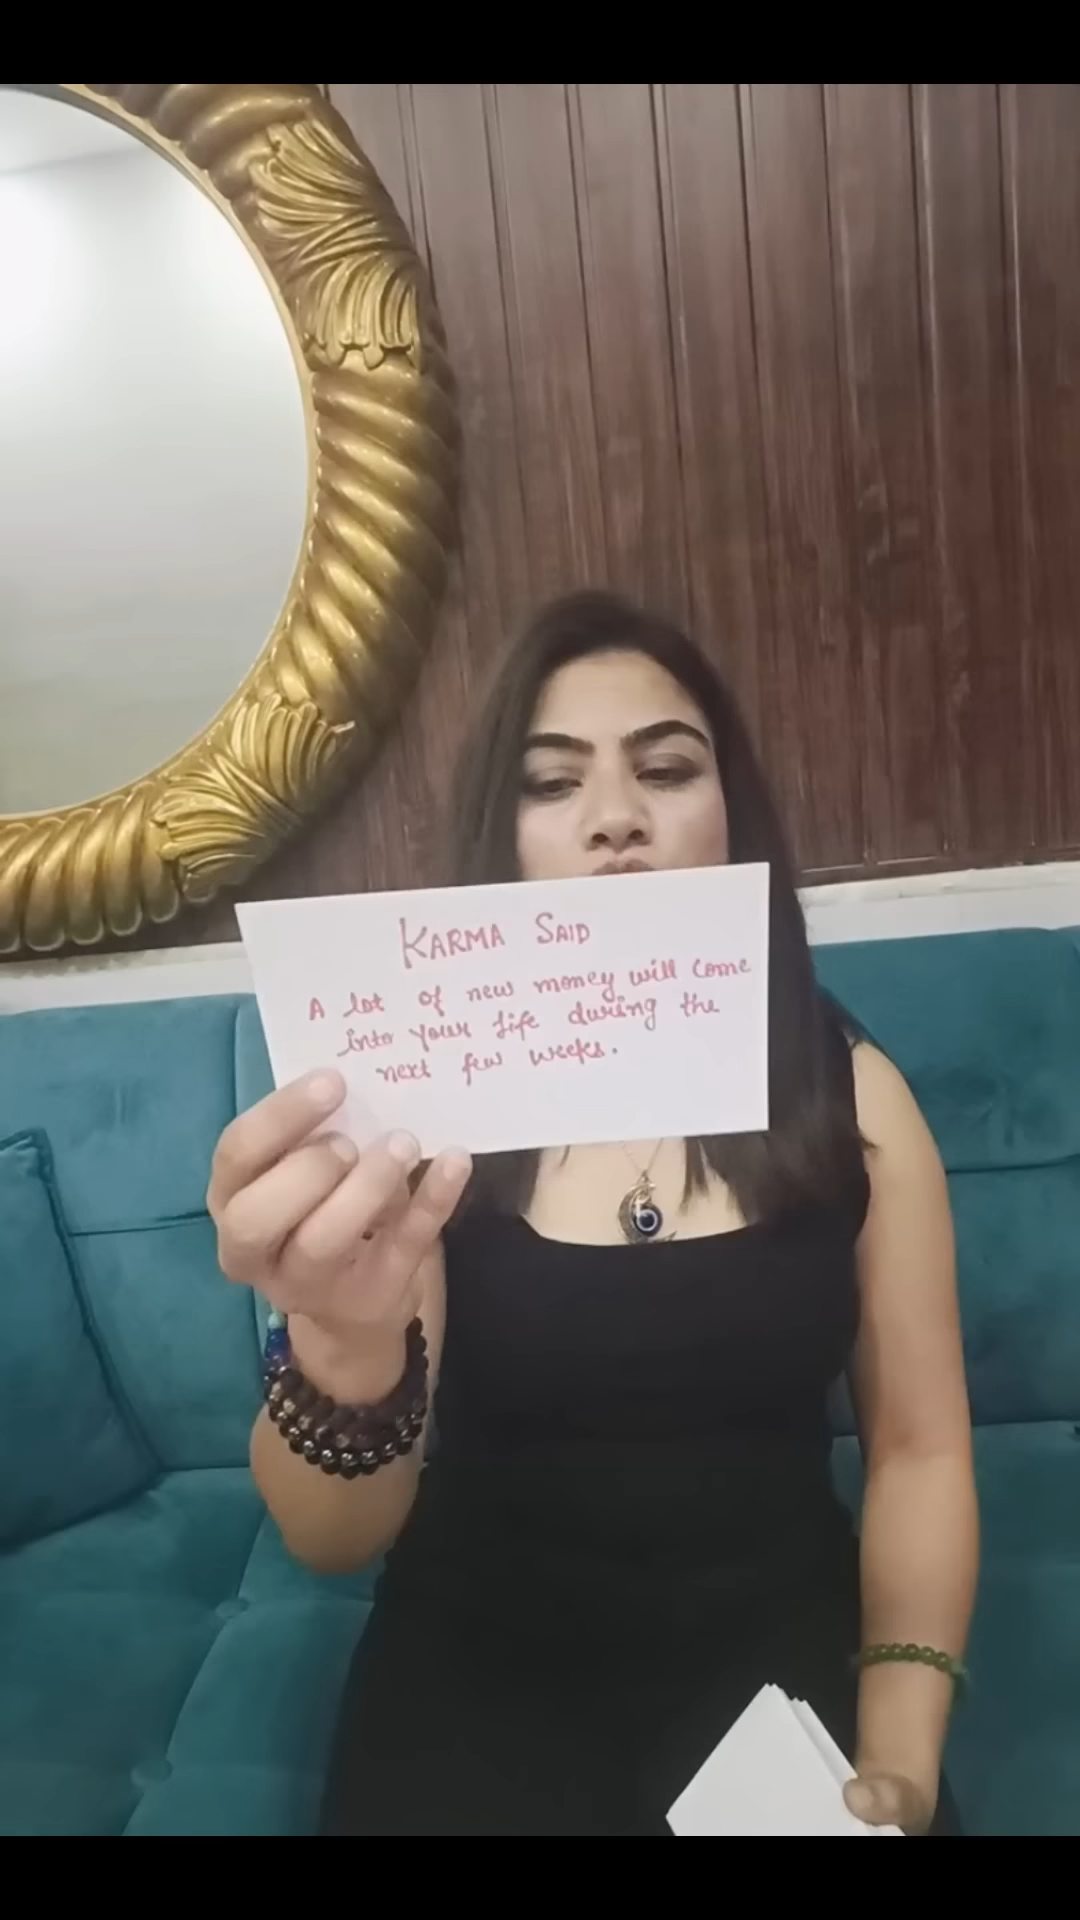 KARMA SAID
A lot of new money will come
into your life during the
next few weeks.